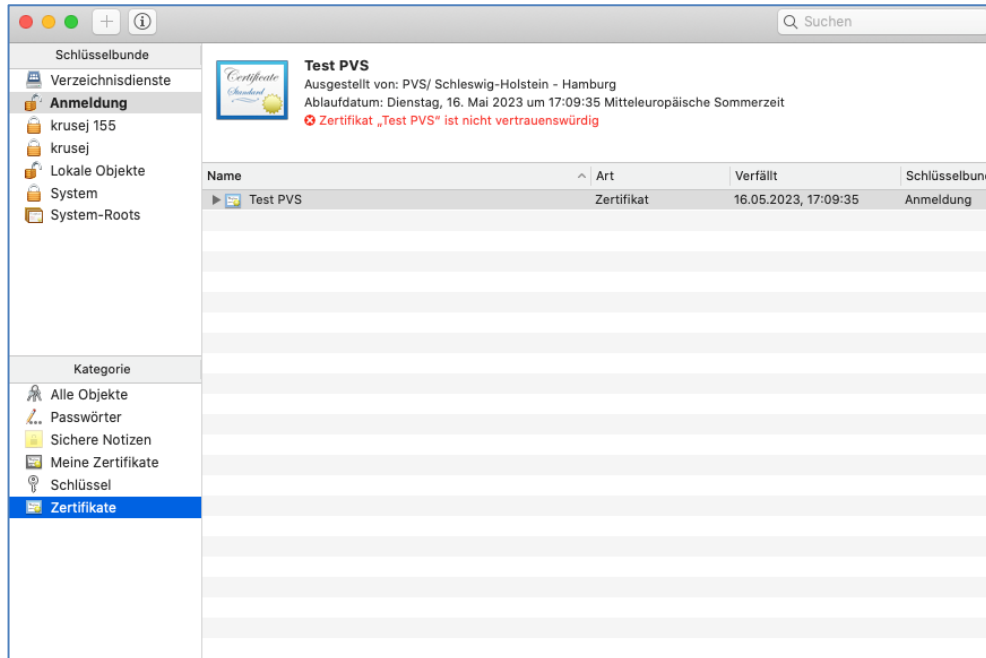 Suchen
Schlüsselbunde
Verzeichnisdienste
Anmeldung
krusej 155
krusej
Lokale Objekte
System
System-Roots
Certificate
Standard
Test PVS
Ausgestellt von: PVS/ Schleswig-Holstein - Hamburg
Ablaufdatum: Dienstag, 16. Mai 2023 um 17:09:35 Mitteleuropäische Sommerzeit
Zertifikat „Test PVS“ ist nicht vertrauenswürdig
Name Art Verfällt Schlüsselbun
Test PVS Zertifikat 16.05.2023, 17:09:35 Anmeldung
Kategorie
Alle Objekte
Passwörter
Sichere Notizen
Meine Zertifikate
Schlüssel
Zertifikate